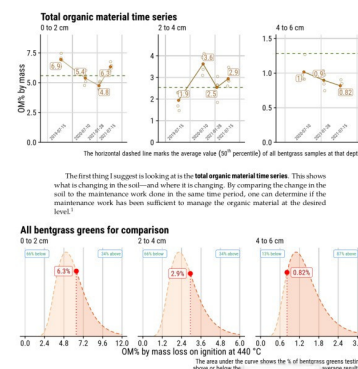 Total organic material time series
0 to 2 cm
2 to 4 cm
4 to 6 cm
OM% by mass
7.5
5.0
2.5
0.0
6.9
5.4
4.8
6.3
4
3
2
1
0
1.9
3.6
2.5
2.9
1.5
1.0
0.5
0.0
1
0.9
0.82
The horizontal dashed line marks the average value (50th percentile) of all bentgrass samples at that dept
The first thing I suggest is looking at is the total organic material time series. This shows
what is changing in the soil—and where it is changing. By comparing the change in the
soil to the maintenance work done in the same time period, one can determine if the
maintenance work has been sufficient to manage the organic material at the desired
level.1
All bentgrass greens for comparison
0 to 2 cm
2 to 4 cm
4 to 6 cm
24% above
6.3%
2.9%
0.82%
0.0 2.4 4.8 7.2 9.6 12.0
0.0 1.2 2.4 3.6 4.8 6.0
0.0 0.6 1.2 1.8 2.4 3.
OM% by mass loss on ignition at 440 °C
The area under the curve shows the % of bentgrass greens testin
above or below the
average result